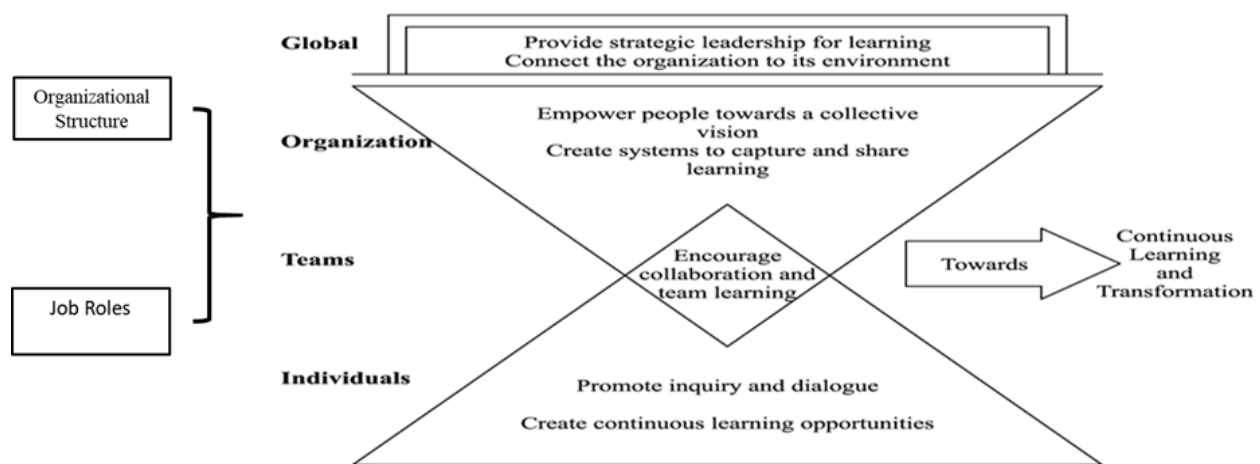 Global
Provide strategic leadership for learning
Connect the organization to its environment
Organizational
Structure
Organization
Empower people towards a collective
vision
Create systems to capture and share
learning
Teams
Encourage
collaboration and
team learning
Towards
Continuous
Learning
and
Transformation
Job Roles
Individuals
Promote inquiry and dialogue
Create continuous learning opportunities